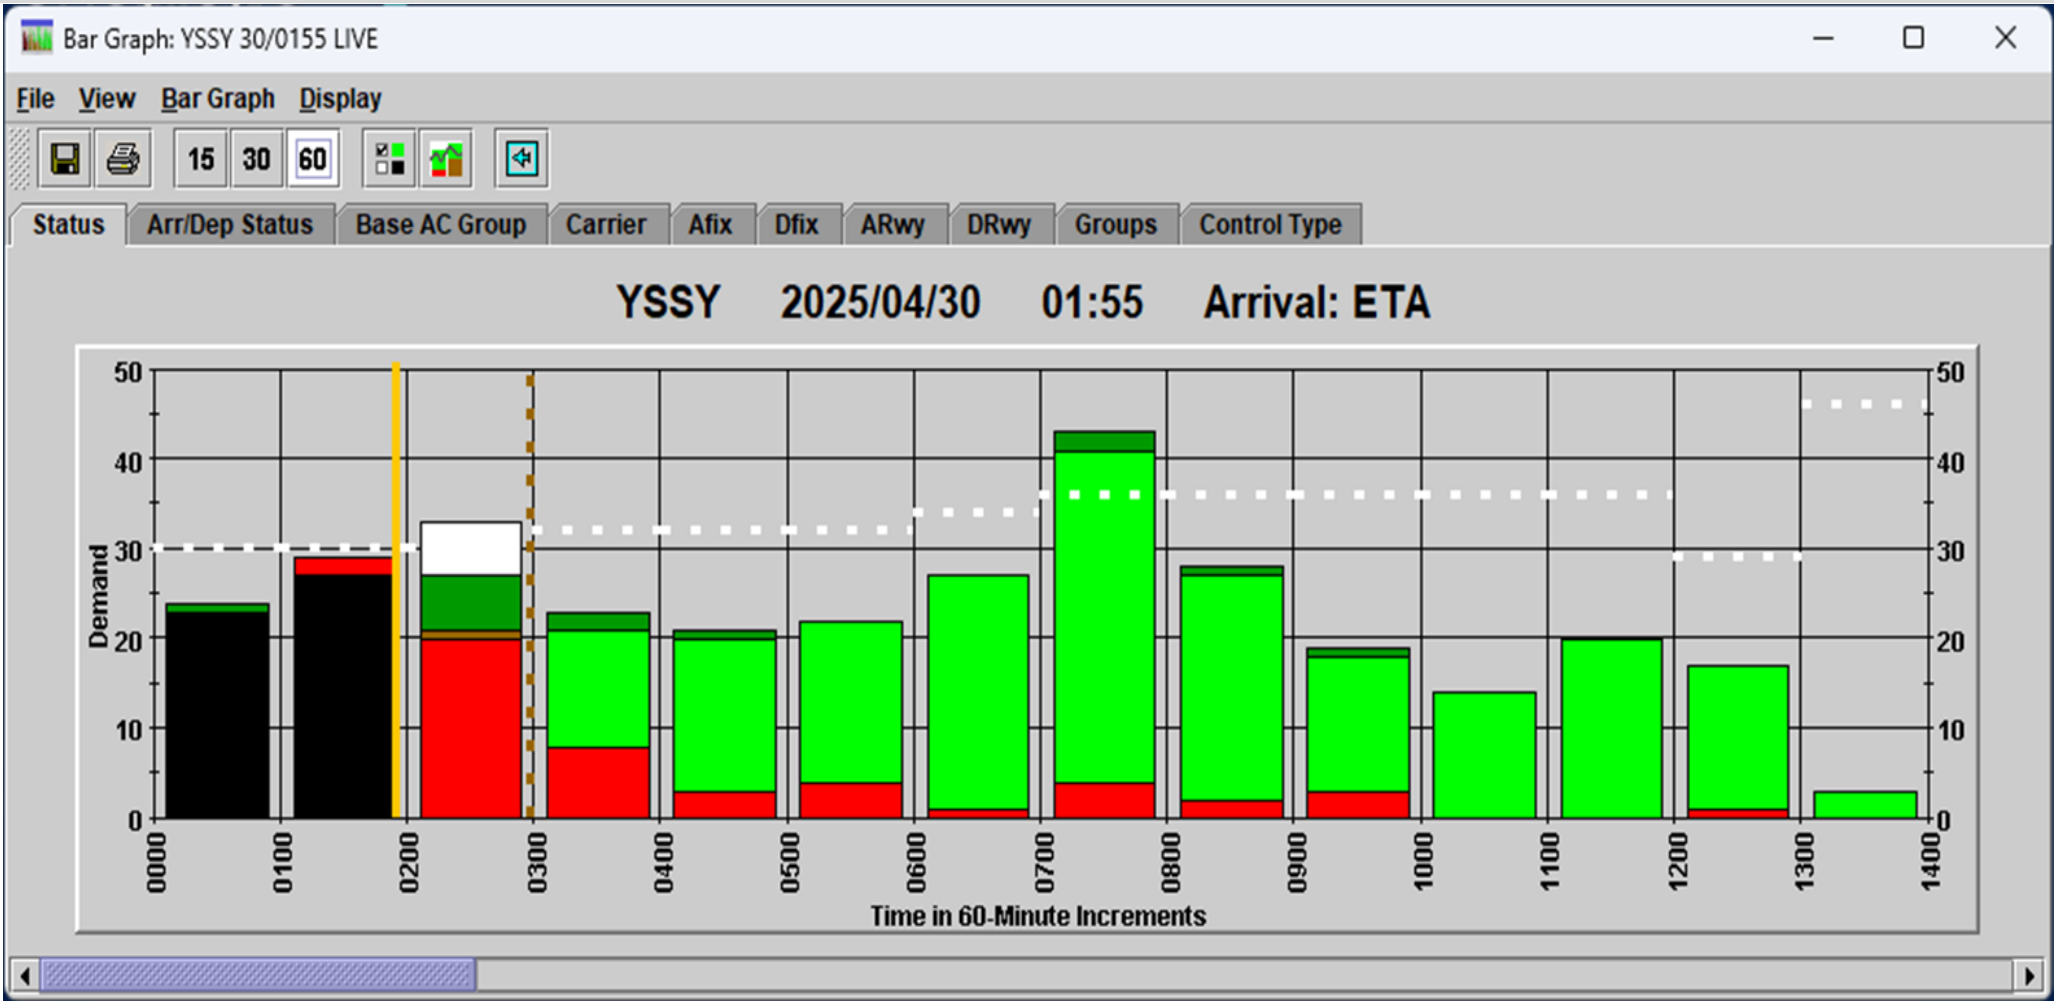 Bar Graph: YSSY 30/0155 LIVE
File View Bar Graph Display
15 30 60
Status Arr/Dep Status Base AC Group Carrier Afix Dfix ARwy DRwy Groups Control Type
YSSY 2025/04/30 01:55 Arrival: ETA
50 50
40 40
30 30
20 20
10 10
0 0
Demand
0000 0100 0200 0300 0400 0500 0600 0700 0800 0900 1000 1100 1200 1300 1400
Time in 60-Minute Increments